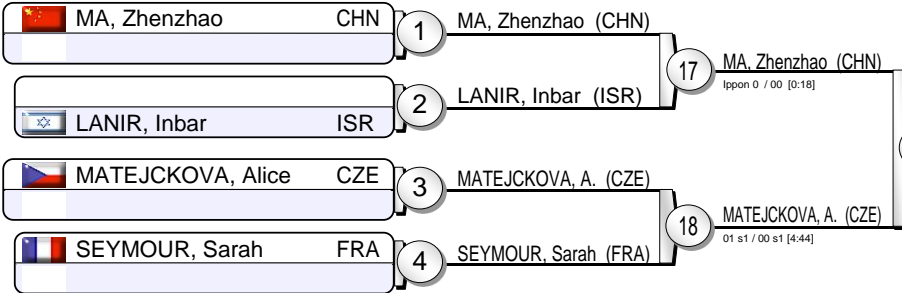 MA, Zhenzhao CHN
1
MA, Zhenzhao (CHN)
17
MA, Zhenzhao (CHN)
Ippon 0 / 00 [0:18]
2
LANIR, Inbar (ISR)
LANIR, Inbar ISR
MATEJCKOVA, Alice CZE
3
MATEJCKOVA, A. (CZE)
18
MATEJCKOVA, A. (CZE)
01 s1 / 00 s1 [4:44]
SEYMOUR, Sarah FRA
4
SEYMOUR, Sarah (FRA)